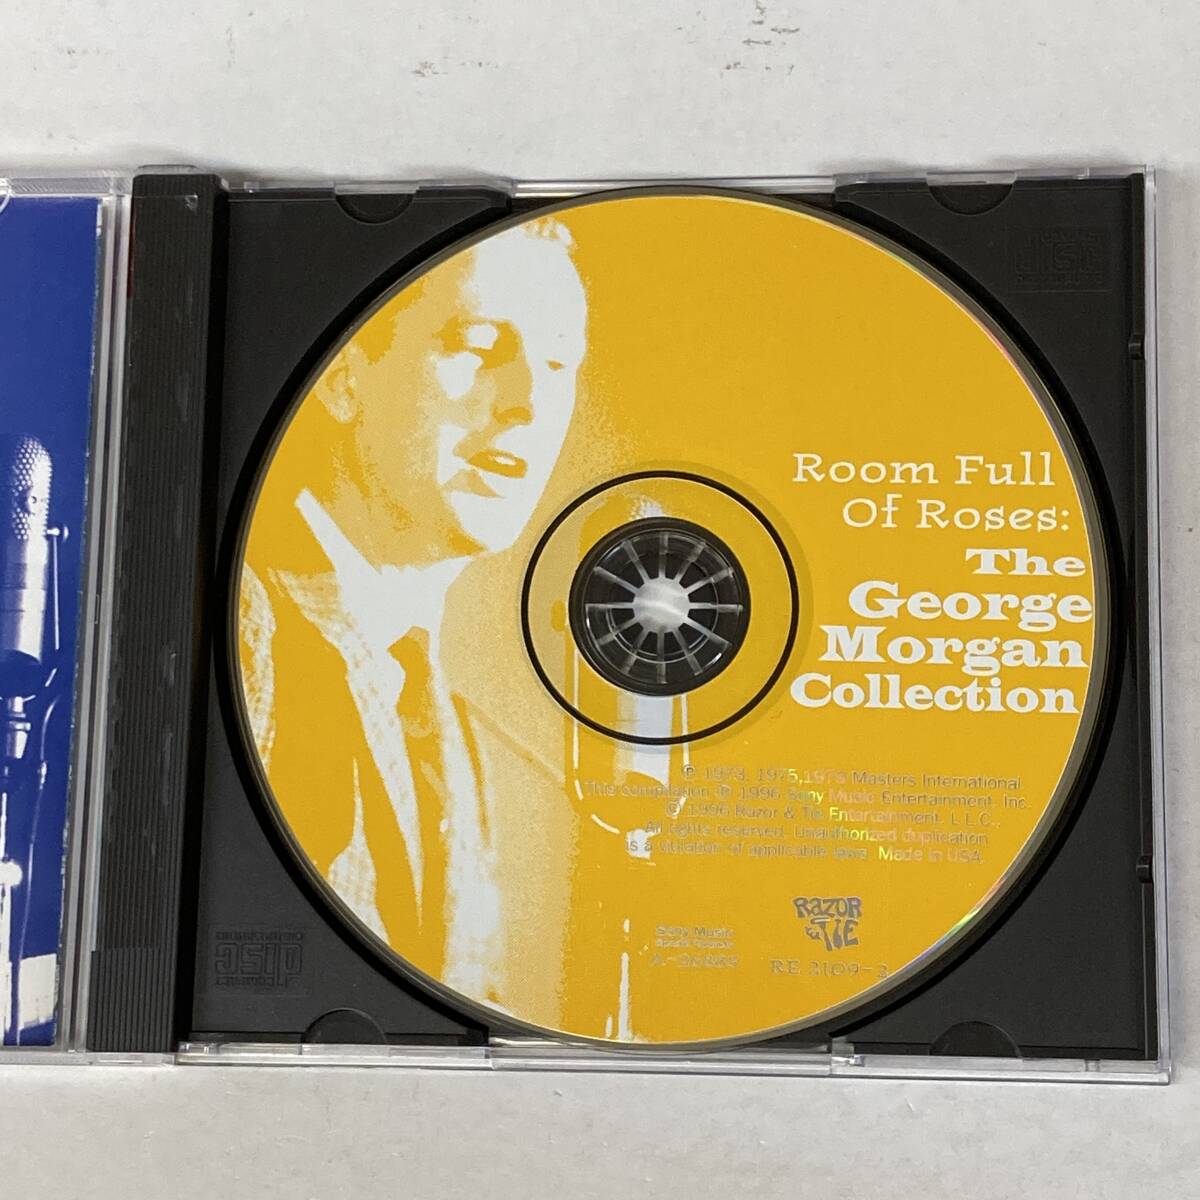 Room Full
Of Roses:
The
George
Morgan
Collection
℗ 1973, 1975, 1979 Masters International
This compilation ℗ 1996 Sony Music Entertainment, Inc.
© 1996 Razor & Tie Entertainment, L.L.C.,
All rights reserved. Unauthorized duplication
is a violation of applicable laws. Made in USA.
RAZOR
& TIE
Sony Music
RE 2109-2